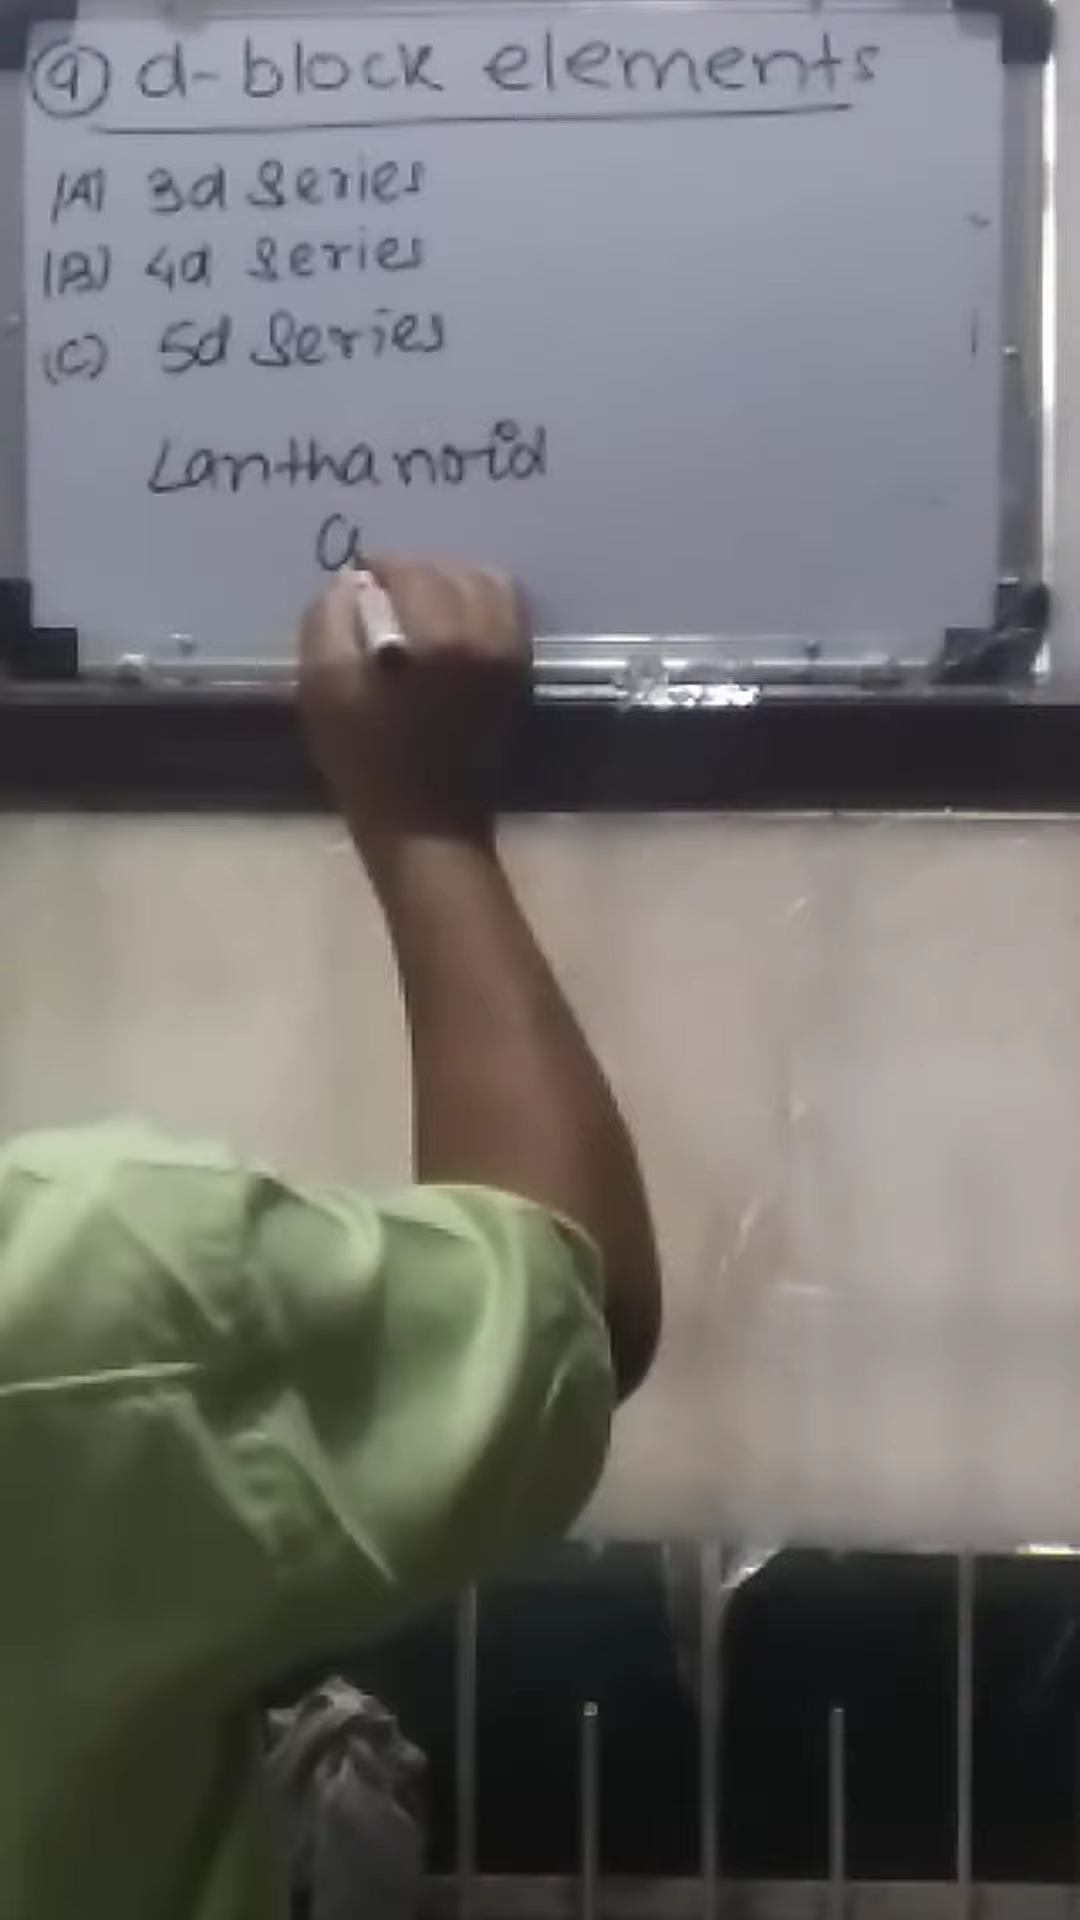 (9) d-block elements
(A) 3d Series
(B) 4d Series
(C) 5d Series
Lanthanoid
a